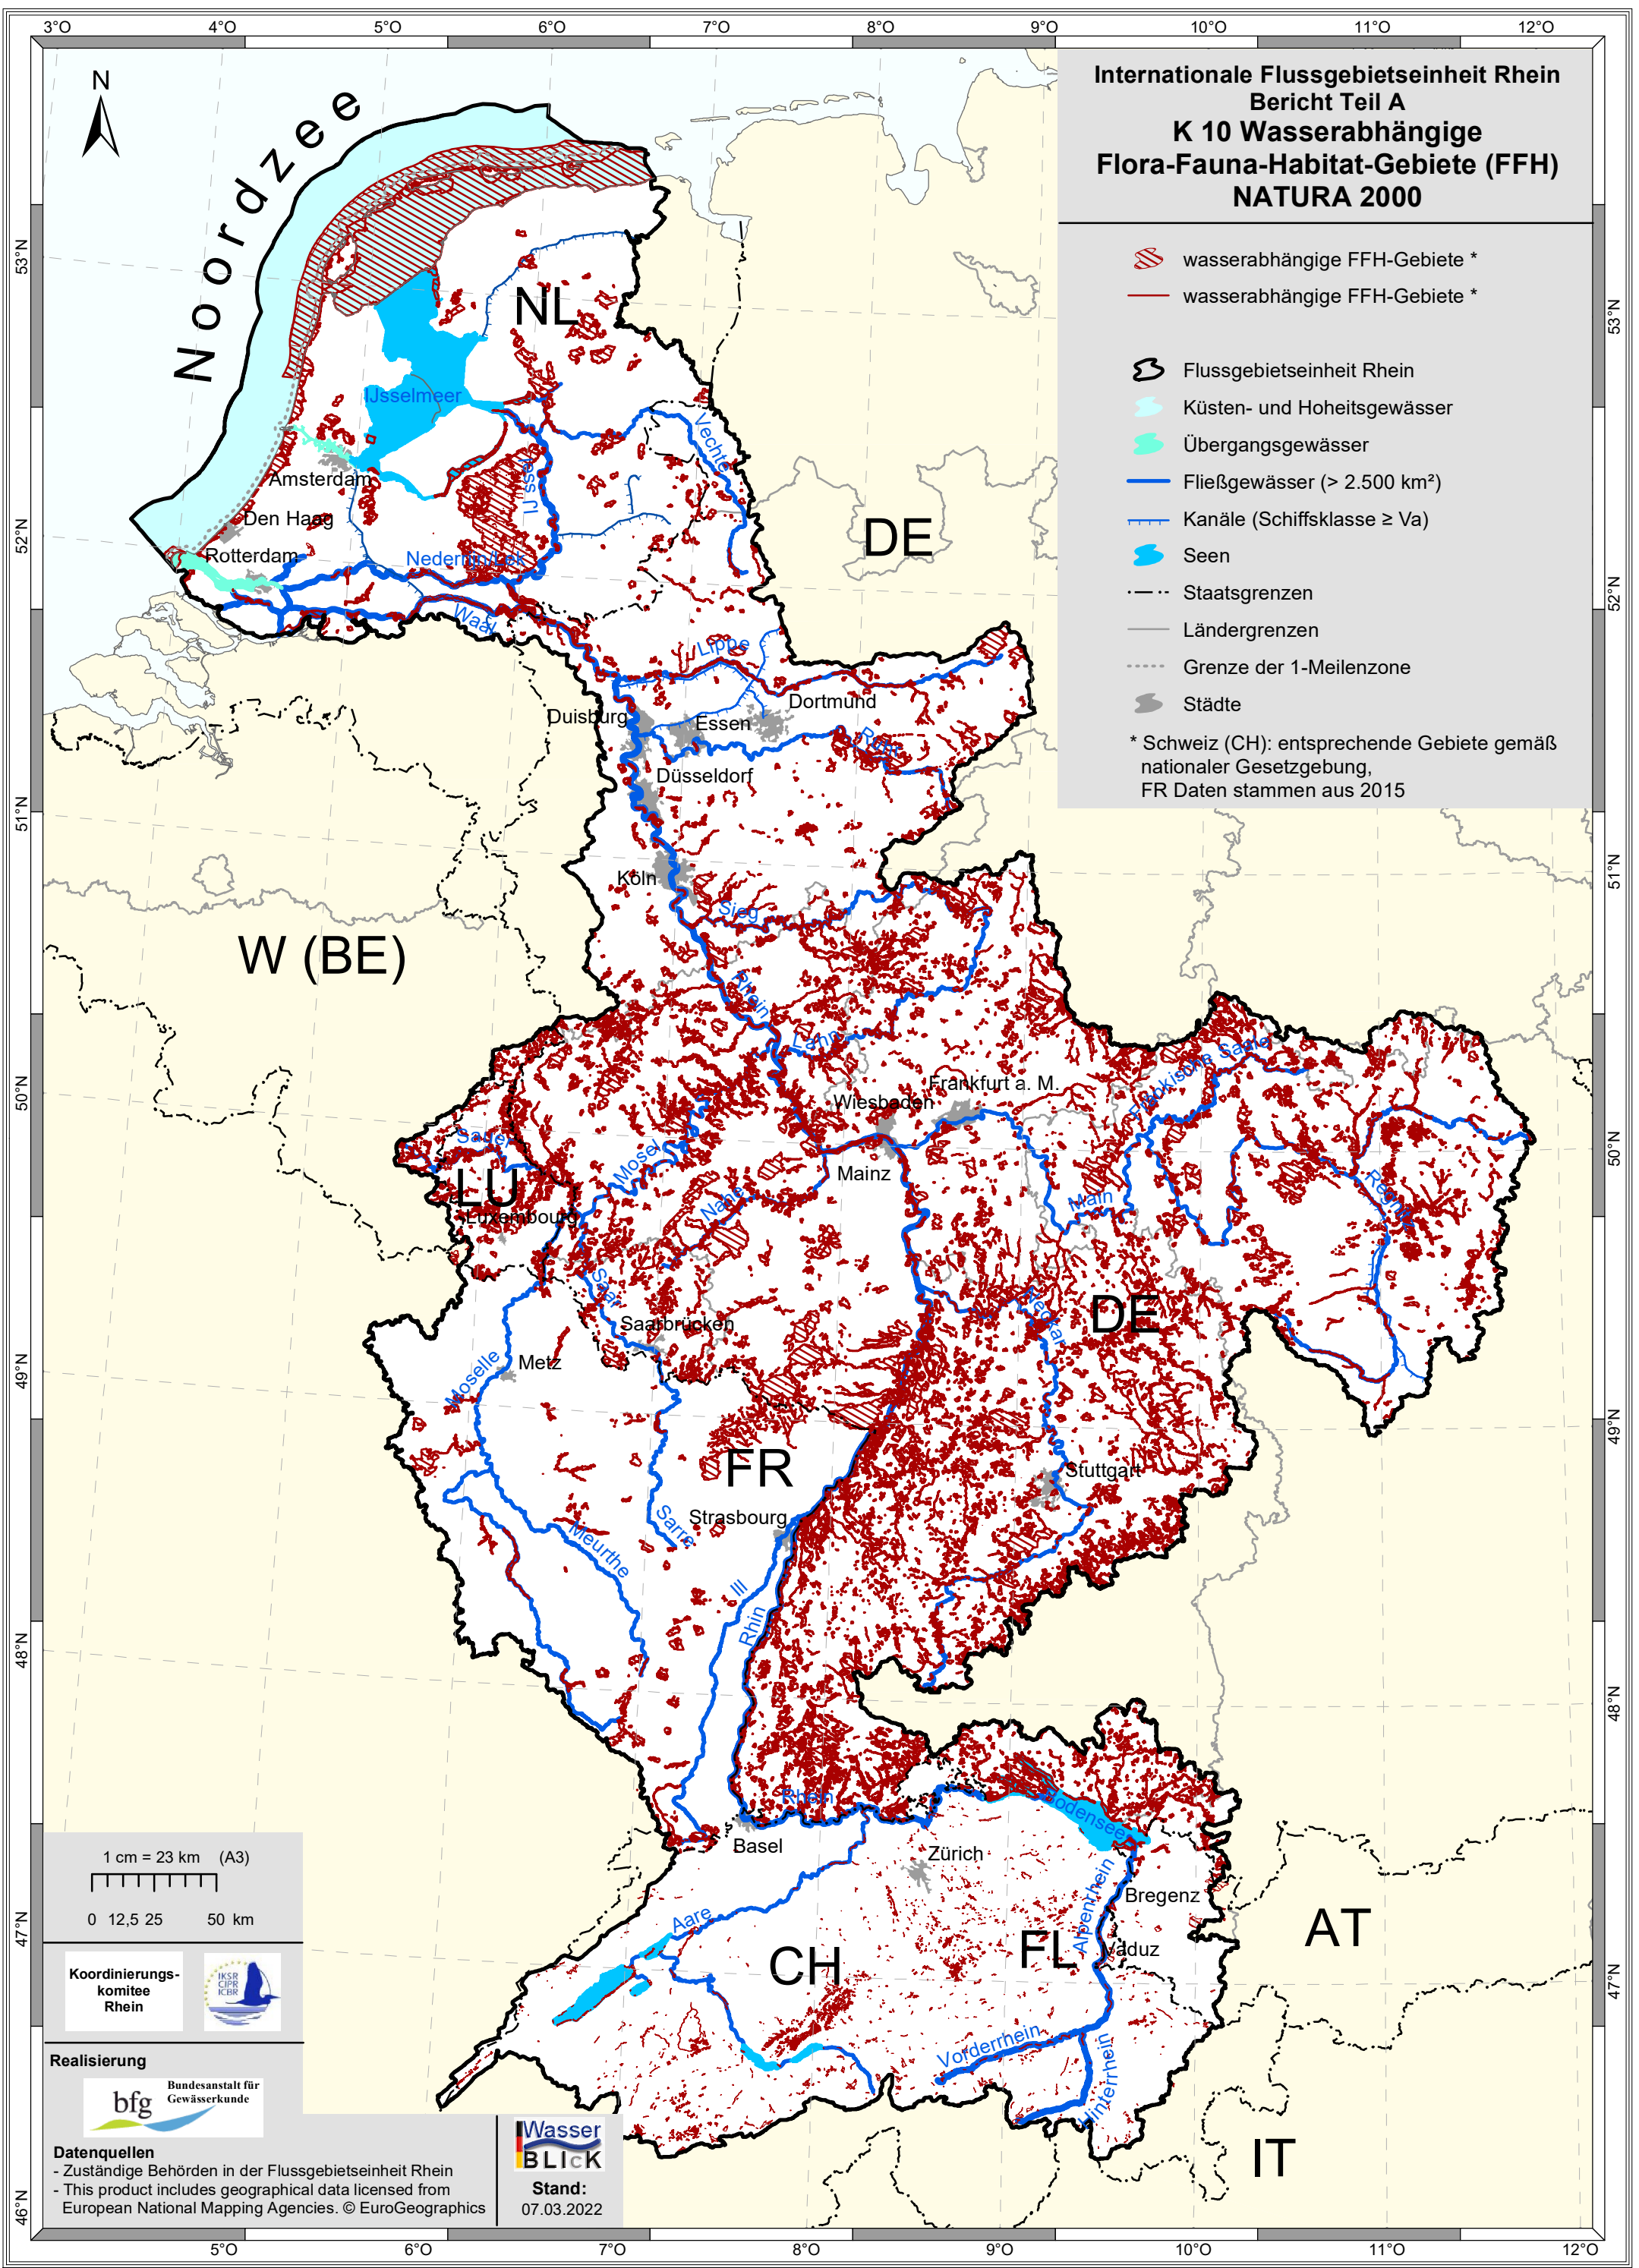 3°O 4°O 5°O 6°O 7°O 8°O 9°O 10°O 11°O 12°O
N
Noordzee
Internationale Flussgebietseinheit Rhein
Bericht Teil A
K 10 Wasserabhängige
Flora-Fauna-Habitat-Gebiete (FFH)
NATURA 2000
wasserabhängige FFH-Gebiete *
wasserabhängige FFH-Gebiete *
Flussgebietseinheit Rhein
Küsten- und Hoheitsgewässer
Übergangsgewässer
Fließgewässer (> 2.500 km²)
Kanäle (Schiffsklasse ≥ Va)
Seen
Staatsgrenzen
Ländergrenzen
Grenze der 1-Meilenzone
Städte
* Schweiz (CH): entsprechende Gebiete gemäß
nationaler Gesetzgebung,
FR Daten stammen aus 2015
53°N
53°N
52°N
52°N
51°N
51°N
50°N
50°N
49°N
49°N
48°N
48°N
47°N
47°N
46°N
NL
IJsselmeer
Vechte
Amsterdam
Den Haag
Rotterdam
Nederrijn/Lek
Waal
DE
Lippe
Dortmund
Duisburg
Essen
Ruhr
Düsseldorf
Köln
Sieg
W (BE)
Rhein
Lahn
Fränkische Saale
Frankfurt a. M.
Wiesbaden
Sauer
Mosel
Mainz
LU
Nahe
Main
Regnitz
Luxembourg
Saar
Neckar
DE
Saarbrücken
Metz
Moselle
FR
Stuttgart
Strasbourg
Sarre
Meurthe
Ill
Rhin
Rhein
Bodensee
Basel
Zürich
Bregenz
Alpenrhein
Aare
AT
FL
Vaduz
CH
Vorderrhein
Hinterrhein
IT
1 cm = 23 km (A3)
0 12,5 25 50 km
Koordinierungs-
komitee
Rhein
IKSR
CIPR
ICBR
Realisierung
bfg
Bundesanstalt für
Gewässerkunde
Datenquellen
- Zuständige Behörden in der Flussgebietseinheit Rhein
- This product includes geographical data licensed from
European National Mapping Agencies. © EuroGeographics
Wasser
BLIcK
Stand:
07.03.2022
5°O 6°O 7°O 8°O 9°O 10°O 11°O 12°O